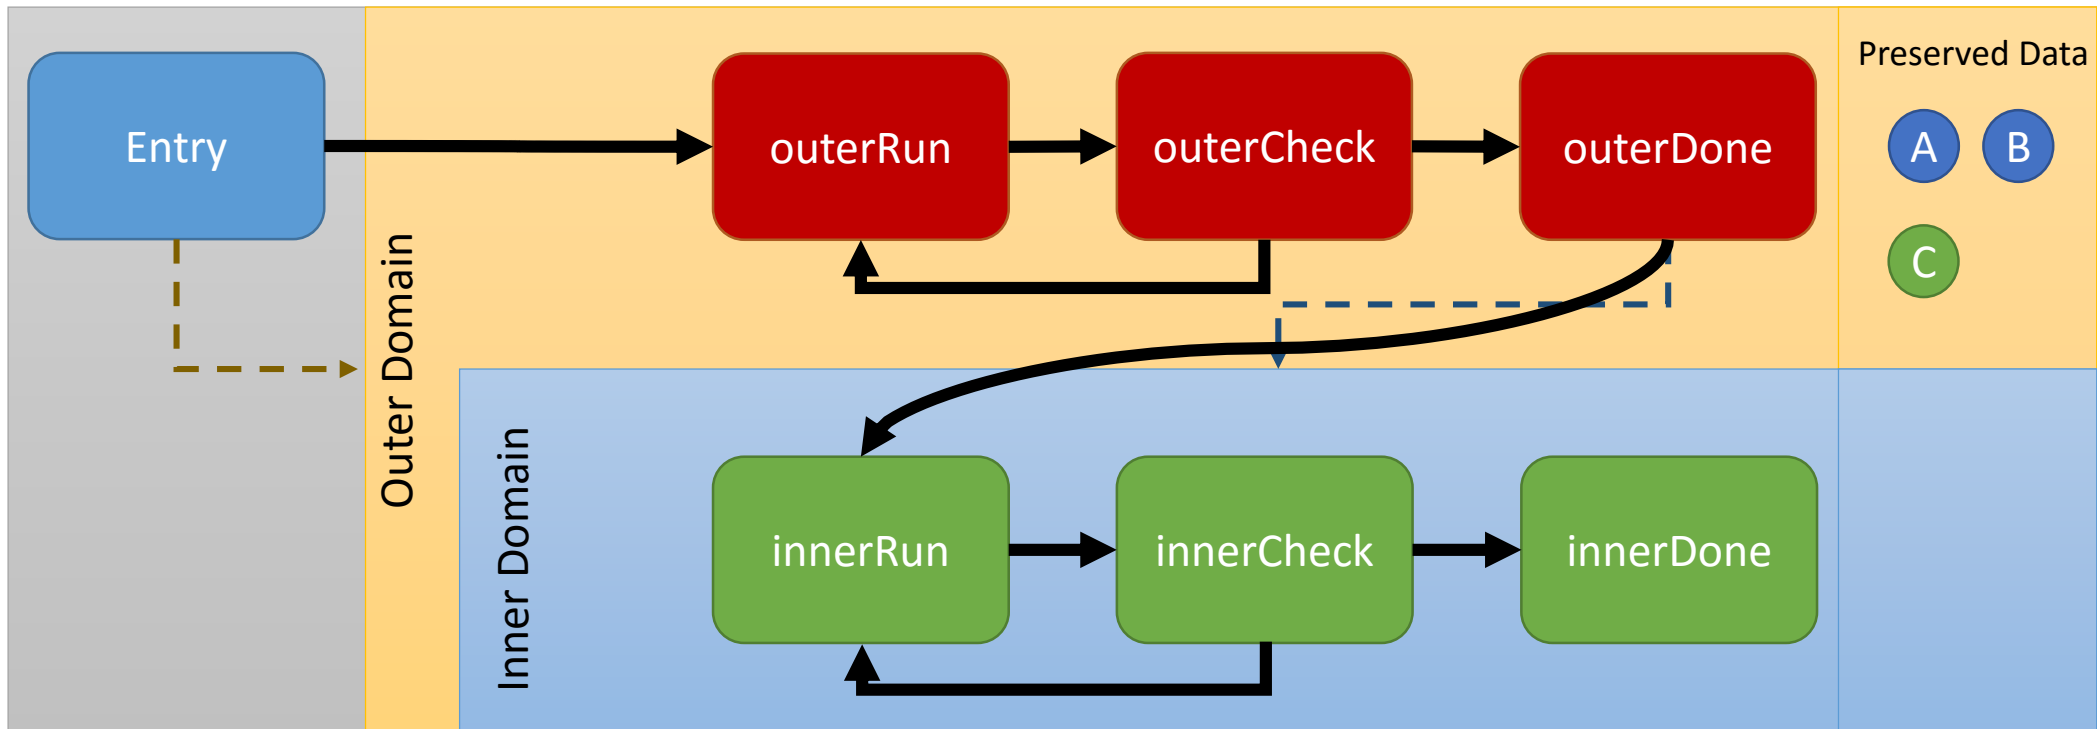 Entry
outerRun
outerCheck
outerDone
Preserved Data
A
B
C
Outer Domain
Inner Domain
innerRun
innerCheck
innerDone